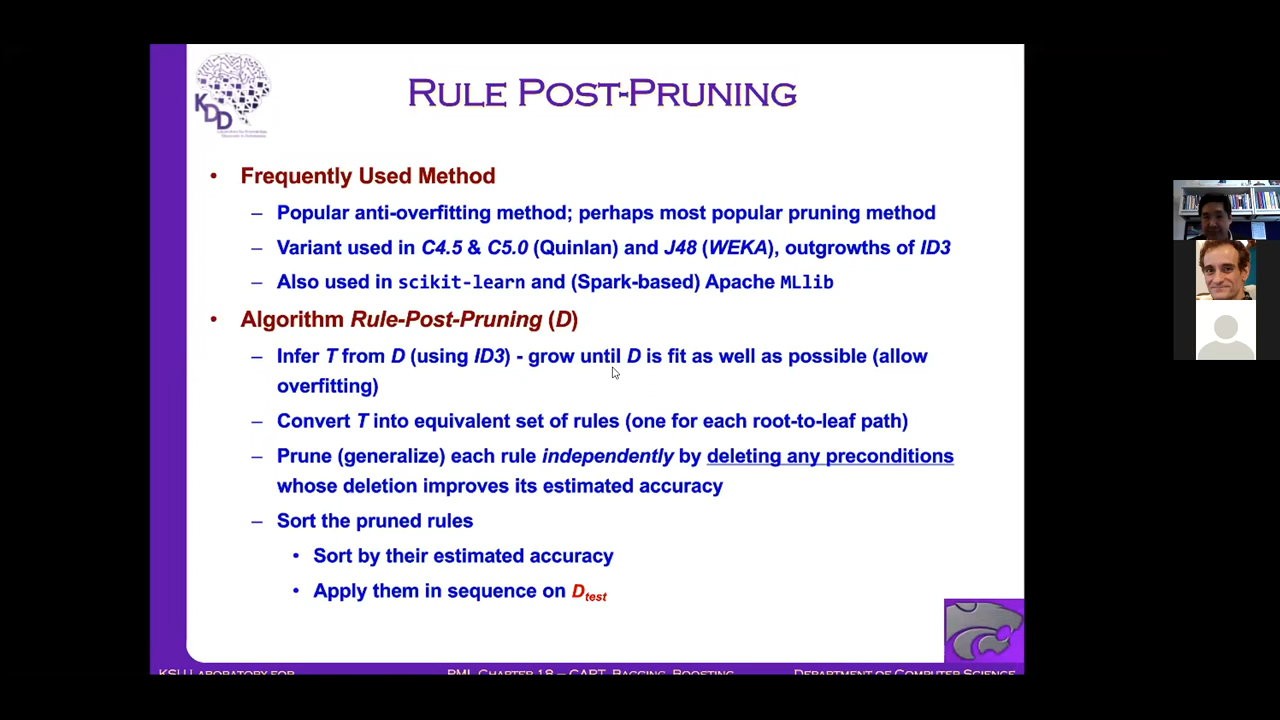 KDD
RULE POST-PRUNING
• Frequently Used Method
– Popular anti-overfitting method; perhaps most popular pruning method
– Variant used in C4.5 & C5.0 (Quinlan) and J48 (WEKA), outgrowths of ID3
– Also used in scikit-learn and (Spark-based) Apache MLlib
• Algorithm Rule-Post-Pruning (D)
– Infer T from D (using ID3) - grow until D is fit as well as possible (allow
overfitting)
– Convert T into equivalent set of rules (one for each root-to-leaf path)
– Prune (generalize) each rule independently by deleting any preconditions
whose deletion improves its estimated accuracy
– Sort the pruned rules
• Sort by their estimated accuracy
• Apply them in sequence on Dtest
KSU LABORATORY FOR
PML CHAPTER 18 – CART, BAGGING, BOOSTING
DEPARTMENT OF COMPUTER SCIENCE